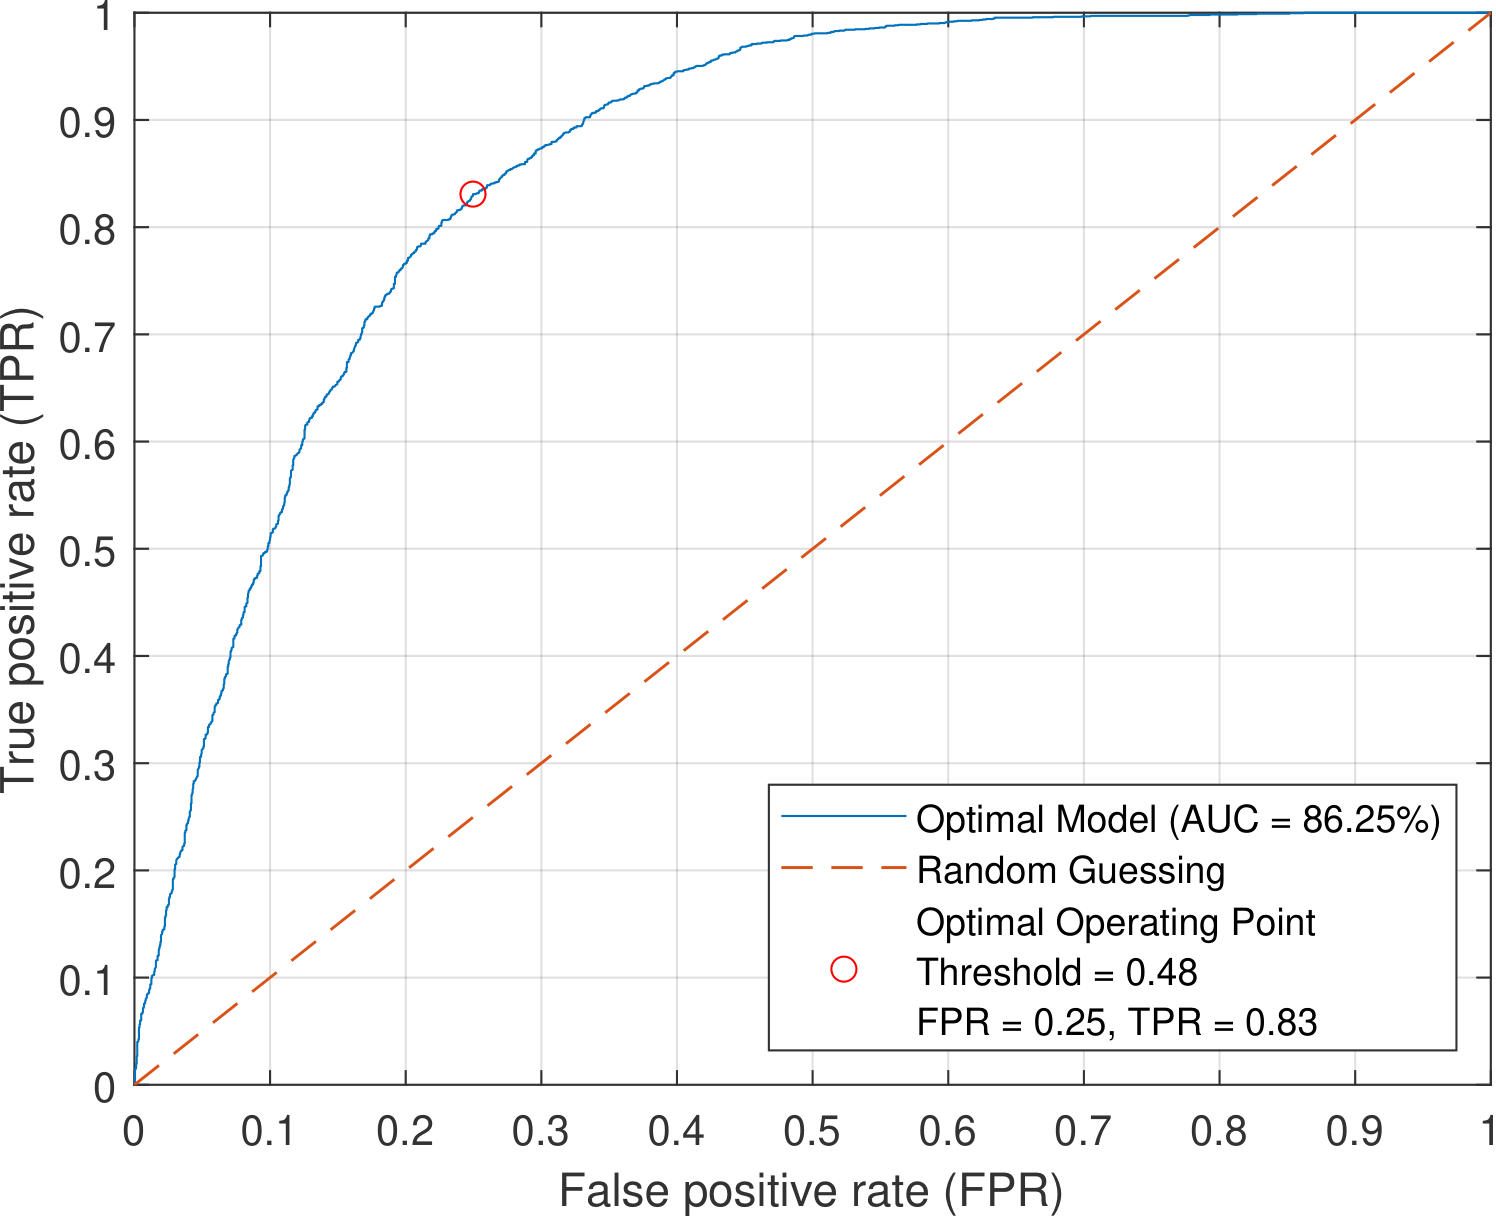 1
0.9
0.8
0.7
0.6
0.5
0.4
0.3
0.2
0.1
0
True positive rate (TPR)
Optimal Model (AUC = 86.25%)
Random Guessing
Optimal Operating Point
Threshold = 0.48
FPR = 0.25, TPR = 0.83
0 0.1 0.2 0.3 0.4 0.5 0.6 0.7 0.8 0.9 1
False positive rate (FPR)